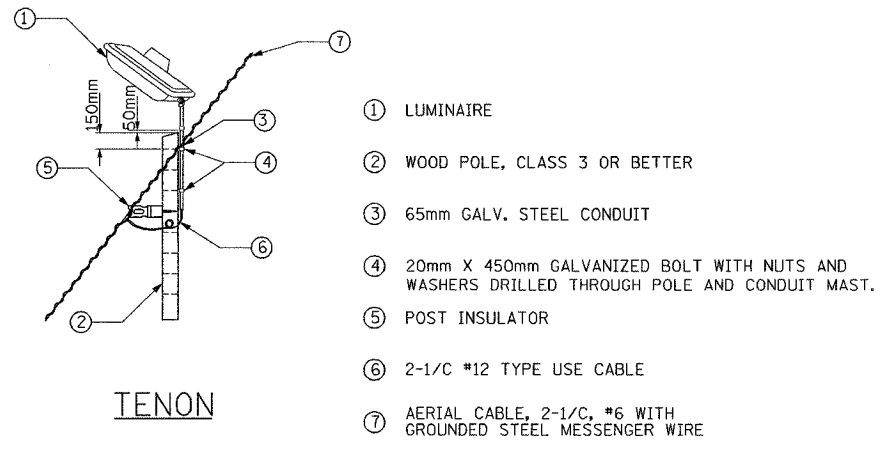 1
7
150mm
50mm
3
5
4
6
2
TENON
1 LUMINAIRE
2 WOOD POLE, CLASS 3 OR BETTER
3 65mm GALV. STEEL CONDUIT
4 20mm X 450mm GALVANIZED BOLT WITH NUTS AND
WASHERS DRILLED THROUGH POLE AND CONDUIT MAST.
5 POST INSULATOR
6 2-1/C #12 TYPE USE CABLE
7 AERIAL CABLE, 2-1/C, #6 WITH
GROUNDED STEEL MESSENGER WIRE